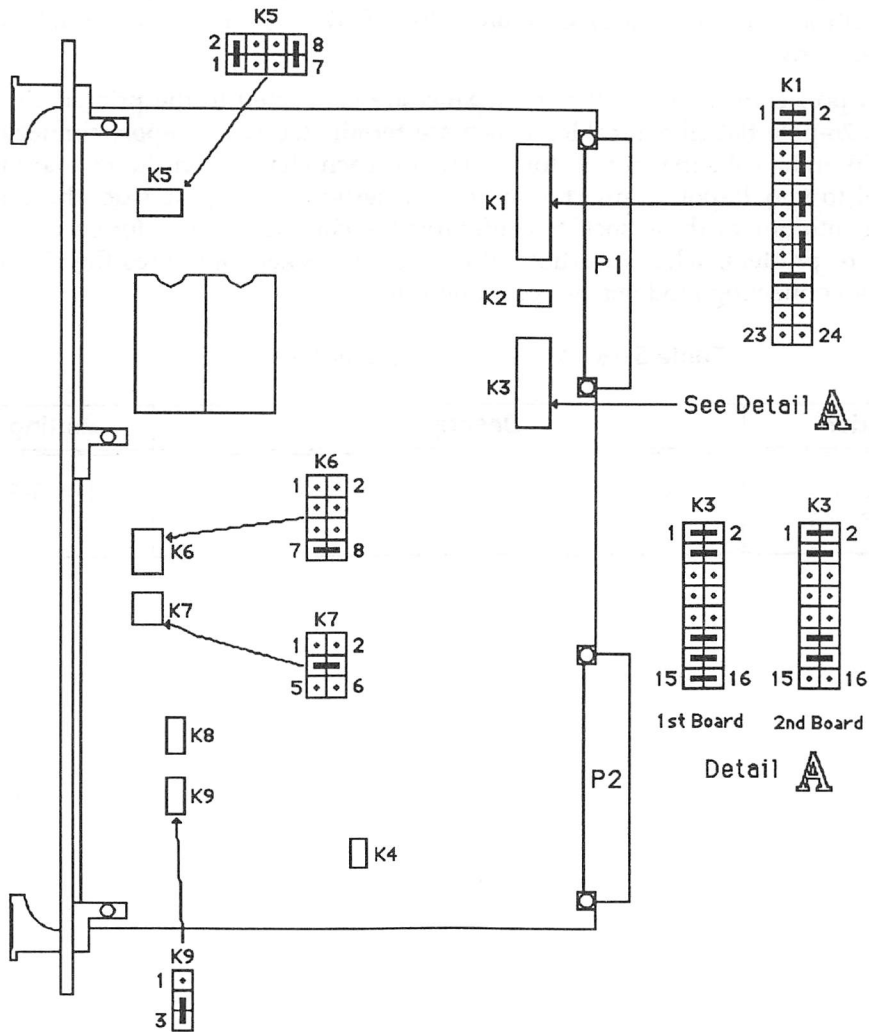 K5
2 8
1 7
K1
1 2
K5
K1
P1
K2
23 24
K3
See Detail A
K6
1 2
K3 K3
1 2 1 2
7 8
K6
K7
K7
1 2
5 6
15 16 15 16
1st Board 2nd Board
K8
Detail A
P2
K9
K4
K9
1
3